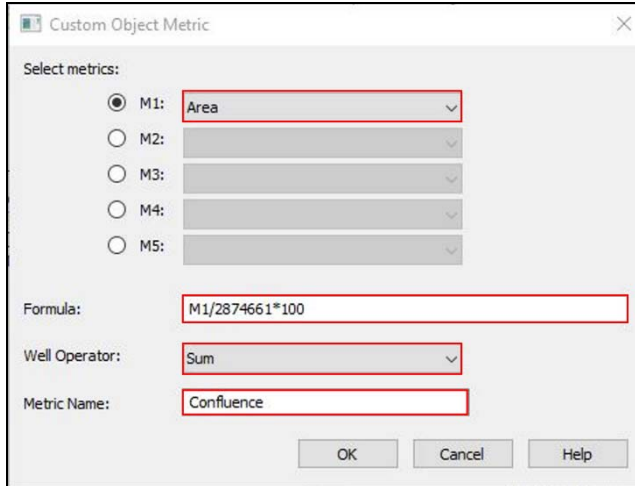 Custom Object Metric
Select metrics:
M1: Area
M2:
M3:
M4:
M5:
Formula: M1/2874661*100
Well Operator: Sum
Metric Name: Confluence
OK Cancel Help